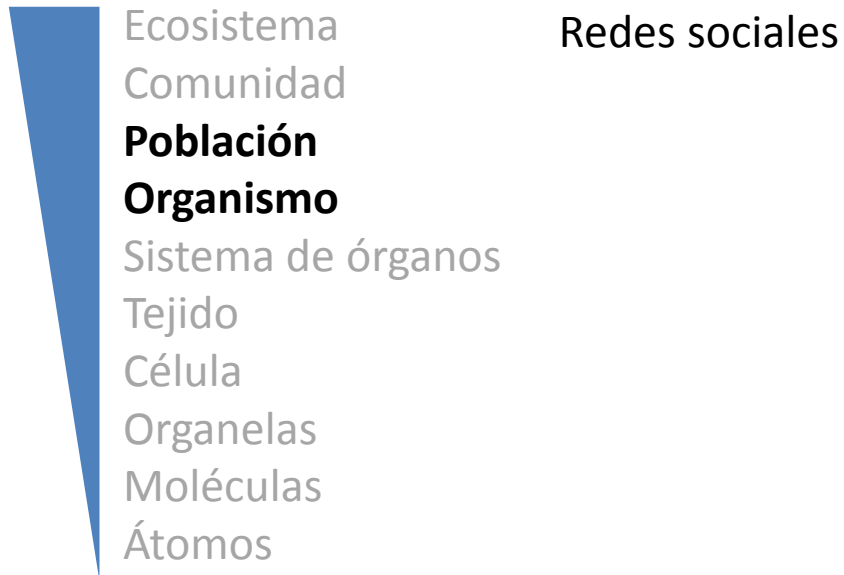 Ecosistema
Comunidad
Población
Organismo
Sistema de órganos
Tejido
Célula
Organelas
Moléculas
Átomos
Redes sociales